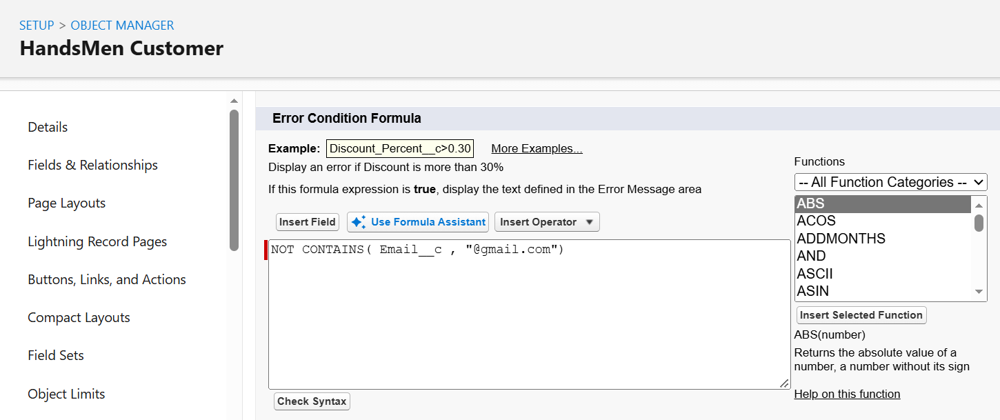 SETUP > OBJECT MANAGER
HandsMen Customer
Details
Fields & Relationships
Page Layouts
Lightning Record Pages
Buttons, Links, and Actions
Compact Layouts
Field Sets
Object Limits
Error Condition Formula
Example: Discount_Percent__c>0.30 More Examples...
Display an error if Discount is more than 30%
If this formula expression is true, display the text defined in the Error Message area
Insert Field Use Formula Assistant Insert Operator
NOT CONTAINS( Email__c , "@gmail.com")
Check Syntax
Functions
-- All Function Categories --
ABS
ACOS
ADDMONTHS
AND
ASCII
ASIN
Insert Selected Function
ABS(number)
Returns the absolute value of a
number, a number without its sign
Help on this function